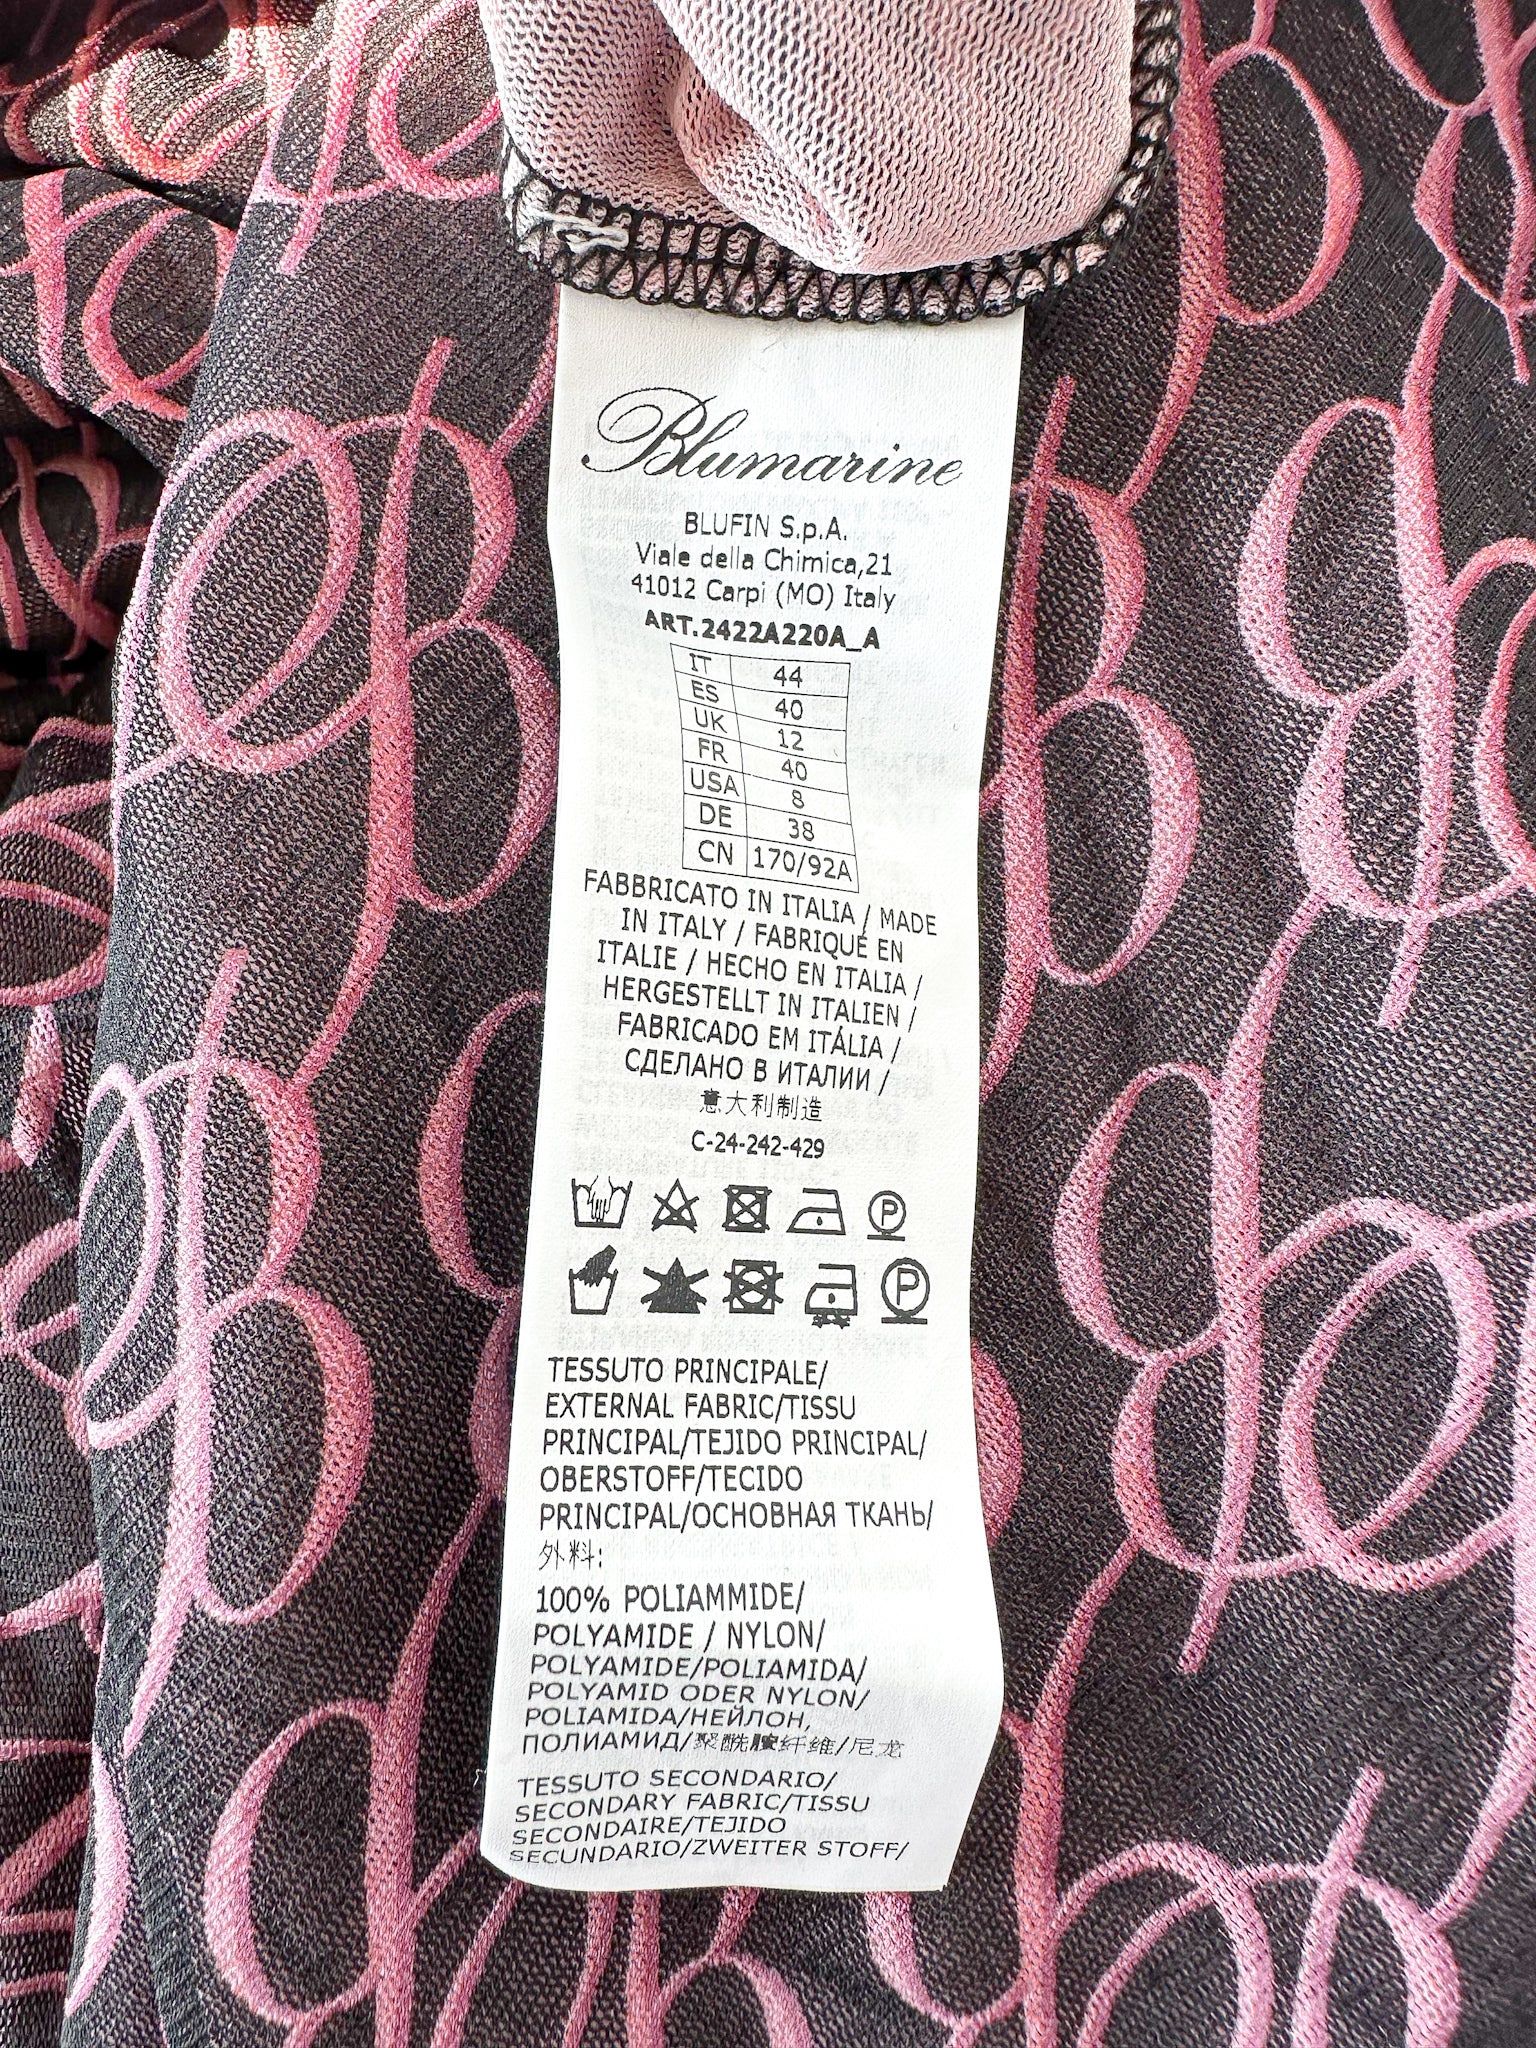 Blumarine
BLUFIN S.p.A.
Viale della Chimica,21
41012 Carpi (MO) Italy
ART.2422A220A_A
IT 44
ES 40
UK 12
FR 40
USA 8
DE 38
CN 170/92A
FABBRICATO IN ITALIA / MADE
IN ITALY / FABRIQUÉ EN
ITALIE / HECHO EN ITALIA /
HERGESTELLT IN ITALIEN /
FABRICADO EM ITÁLIA /
СДЕЛАНО В ИТАЛИИ /
意大利制造
C-24-242-429
P
P
TESSUTO PRINCIPALE/
EXTERNAL FABRIC/TISSU
PRINCIPAL/TEJIDO PRINCIPAL/
OBERSTOFF/TECIDO
PRINCIPAL/ОСНОВНАЯ ТКАНЬ/
外料:
100% POLIAMMIDE/
POLYAMIDE / NYLON/
POLYAMIDE/POLIAMIDA/
POLYAMID ODER NYLON/
POLIAMIDA/НЕЙЛОН,
ПОЛИАМИД/聚酰胺纤维/尼龙
TESSUTO SECONDARIO/
SECONDARY FABRIC/TISSU
SECONDAIRE/TEJIDO
SECUNDARIO/ZWEITER STOFF/